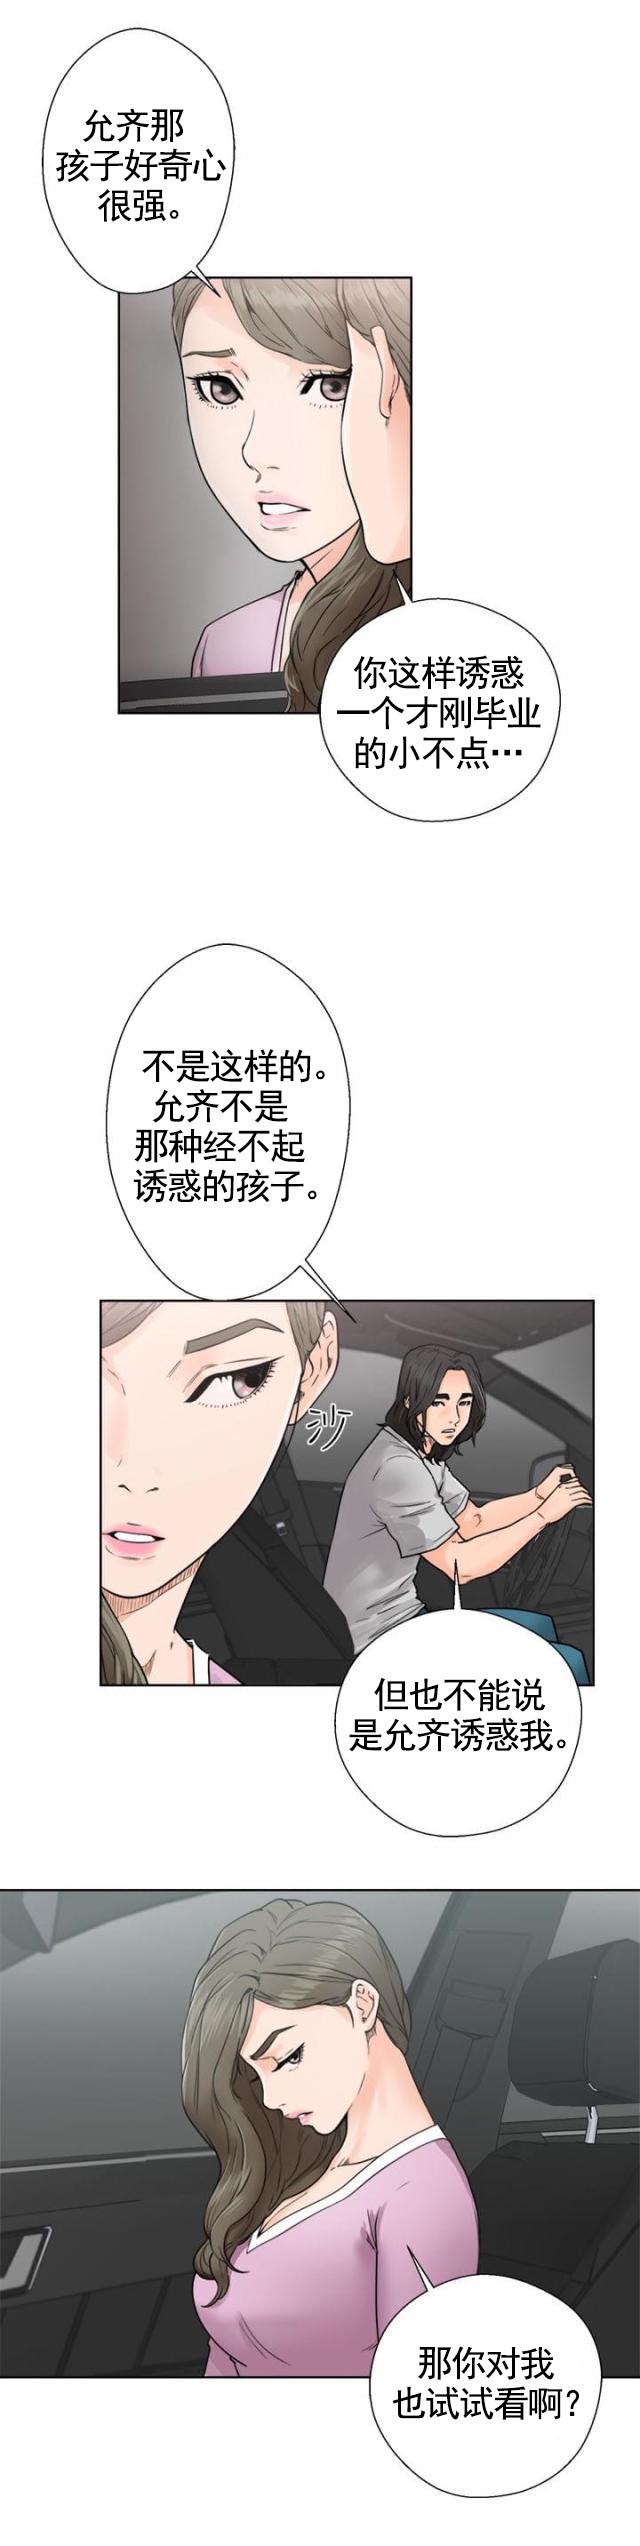 允齐那
孩子好奇心
很强。
你这样诱惑
一个才刚毕业
的小不点…
不是这样的。
允齐不是
那种经不起
诱惑的孩子。
沙
但也不能说
是允齐诱惑我。
那你对我
也试试看啊？